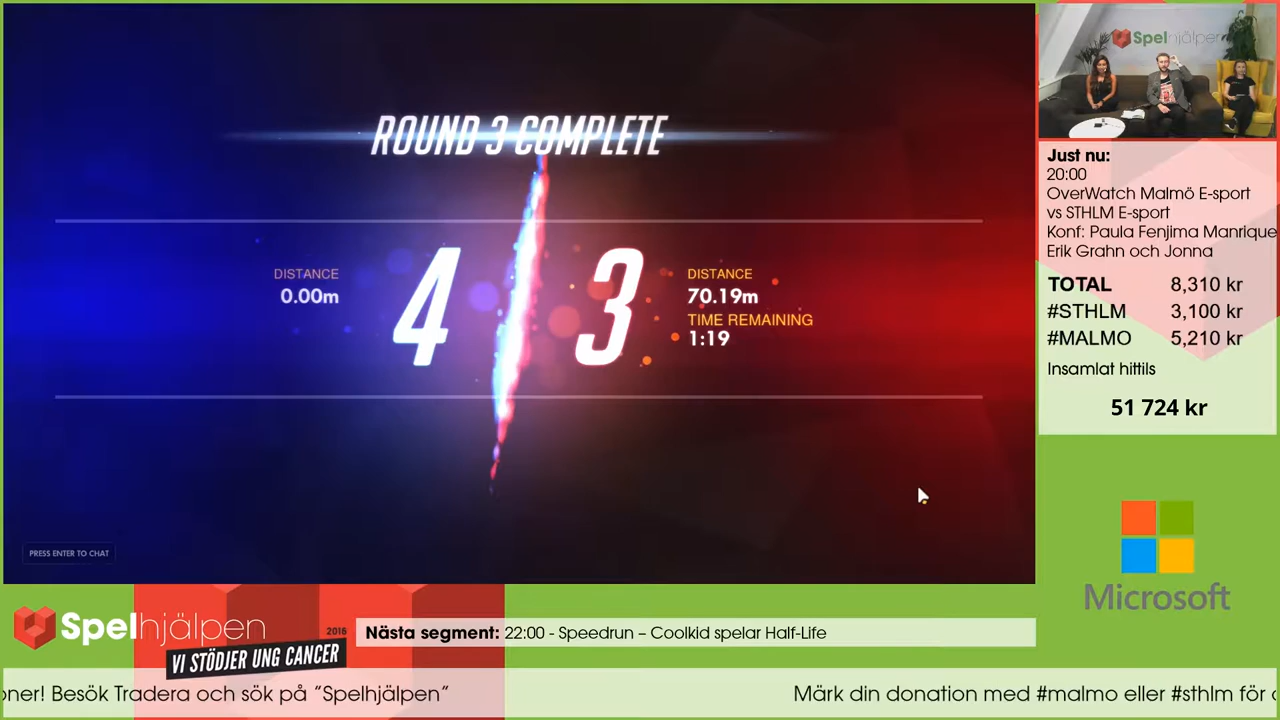 ROUND 3 COMPLETE
DISTANCE
0.00m
4
3
DISTANCE
70.19m
TIME REMAINING
1:19
PRESS ENTER TO CHAT
Spelhjälpen
Just nu:
20:00
OverWatch Malmö E-sport
vs STHLM E-sport
Konf: Paula Fenjima Manrique
Erik Grahn och Jonna
TOTAL 8,310 kr
#STHLM 3,100 kr
#MALMO 5,210 kr
Insamlat hittils
51 724 kr
Microsoft
Spelhjälpen
2016
VI STÖDJER UNG CANCER
Nästa segment: 22:00 - Speedrun – Coolkid spelar Half-Life
oner! Besök Tradera och sök på ”Spelhjälpen” Märk din donation med #malmo eller #sthlm för